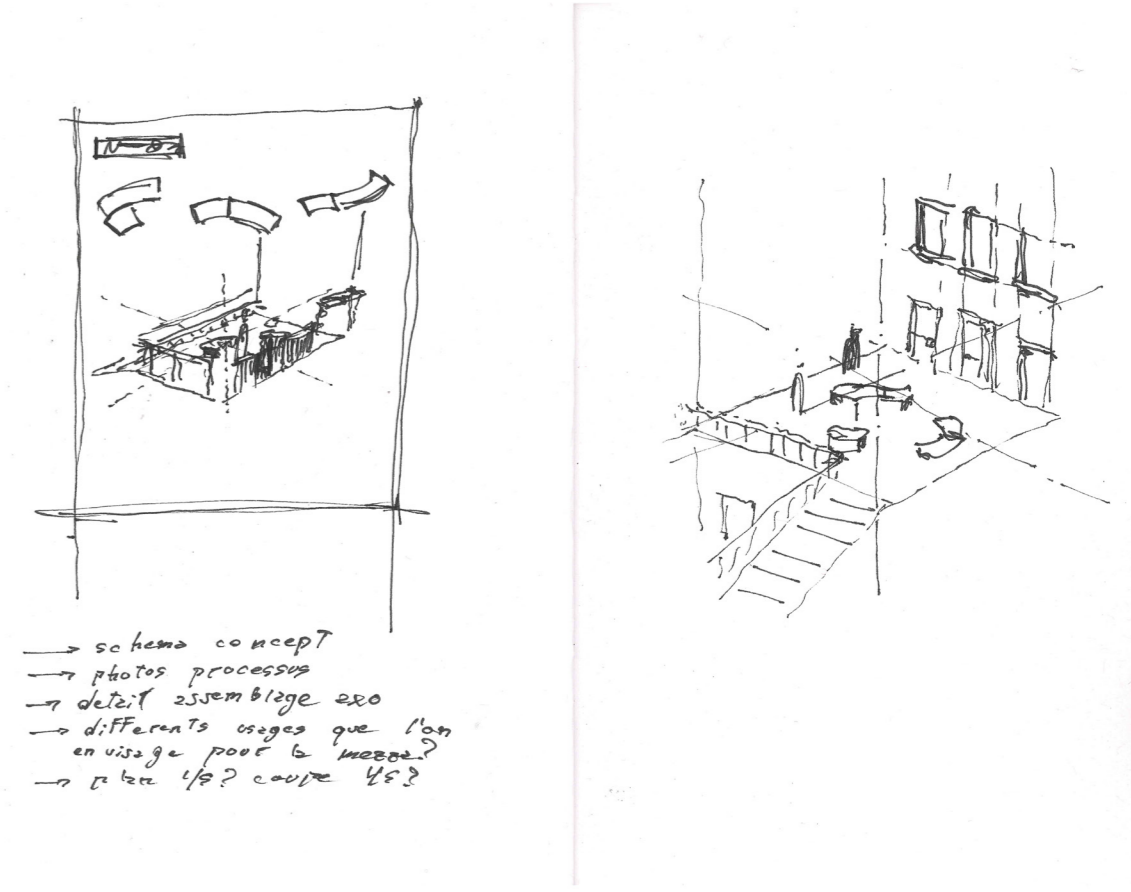 → schema concept
→ photos processus
→ detail assemblage axo
→ differents usages que l'on
envisage pour la mezza?
→ plan 1/5? coupe 1/5?